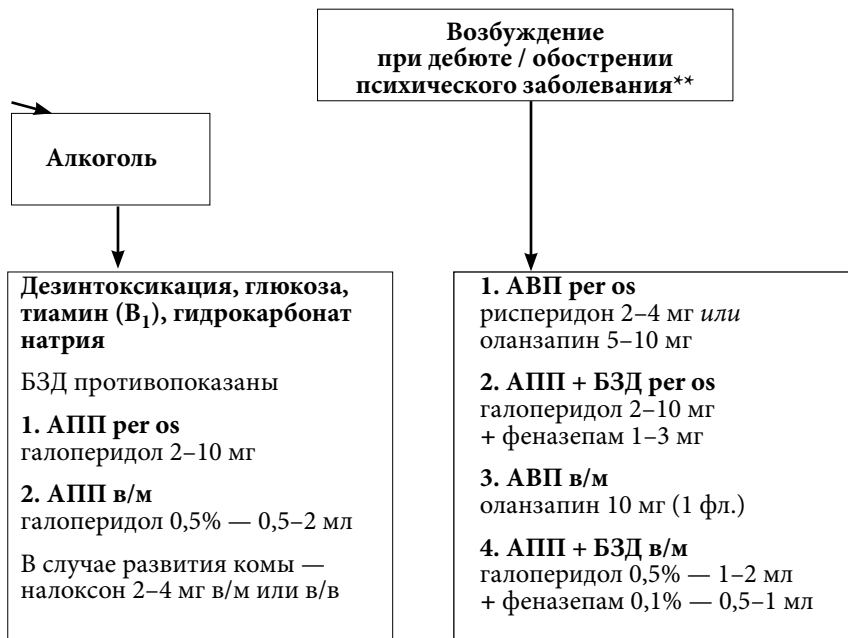 Возбуждение
при дебюте / обострении
психического заболевания**
Алкоголь
Дезинтоксикация, глюкоза,
тиамин (В₁), гидрокарбонат
натрия
БЗД противопоказаны
1. АПП per os
галоперидол 2–10 мг
2. АПП в/м
галоперидол 0,5% — 0,5–2 мл
В случае развития комы —
налоксон 2–4 мг в/м или в/в
1. АВП per os
рисперидон 2–4 мг или
оланзапин 5–10 мг
2. АПП + БЗД per os
галоперидол 2–10 мг
+ феназепам 1–3 мг
3. АВП в/м
оланзапин 10 мг (1 фл.)
4. АПП + БЗД в/м
галоперидол 0,5% — 1–2 мл
+ феназепам 0,1% — 0,5–1 мл